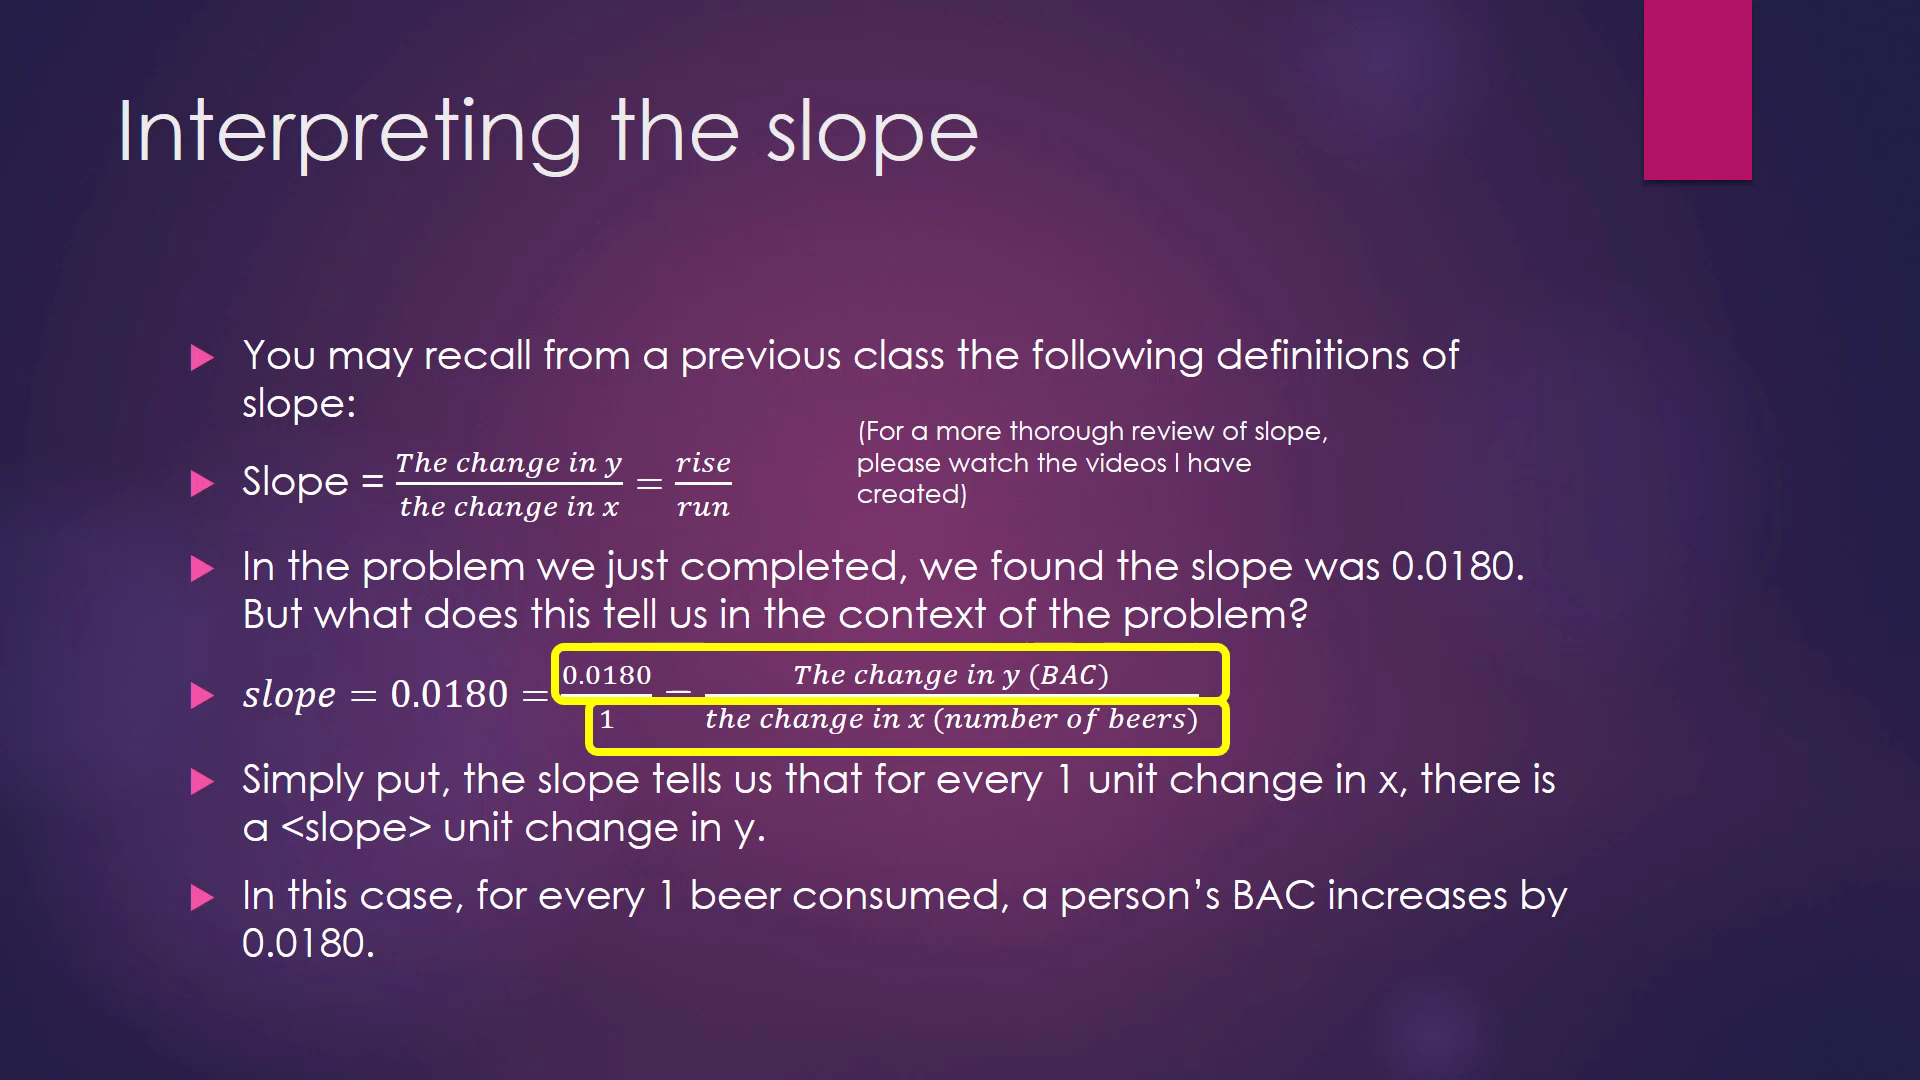 Interpreting the slope
You may recall from a previous class the following definitions of
slope:
(For a more thorough review of slope,
please watch the videos I have
created)
Slope = The change in y / the change in x = rise / run
In the problem we just completed, we found the slope was 0.0180.
But what does this tell us in the context of the problem?
slope = 0.0180 = 0.0180 / 1 = The change in y (BAC) / the change in x (number of beers)
Simply put, the slope tells us that for every 1 unit change in x, there is
a <slope> unit change in y.
In this case, for every 1 beer consumed, a person's BAC increases by
0.0180.